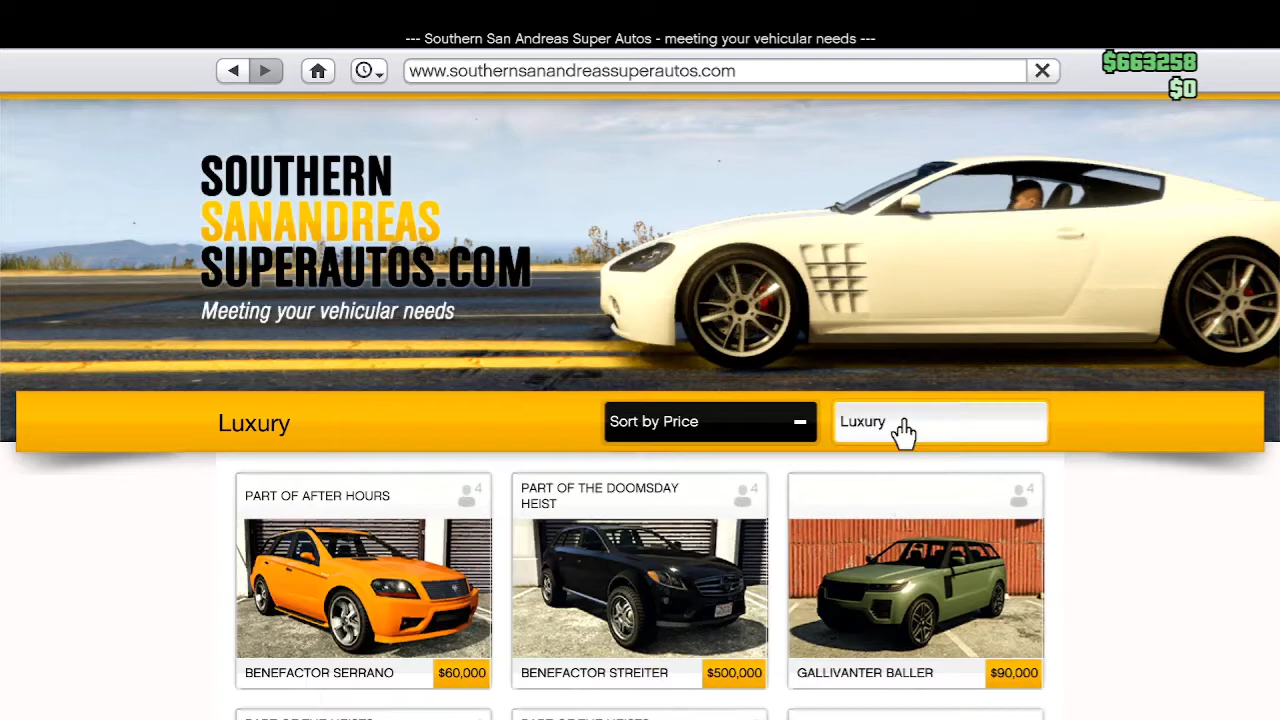 --- Southern San Andreas Super Autos - meeting your vehicular needs ---
www.southernsanandreassuperautos.com
$663258
$0
SOUTHERN
SANANDREAS
SUPERAUTOS.COM
Meeting your vehicular needs
Luxury
Sort by Price
Luxury
PART OF AFTER HOURS
4
PART OF THE DOOMSDAY
HEIST
4
4
BENEFACTOR SERRANO
$60,000
BENEFACTOR STREITER
$500,000
GALLIVANTER BALLER
$90,000